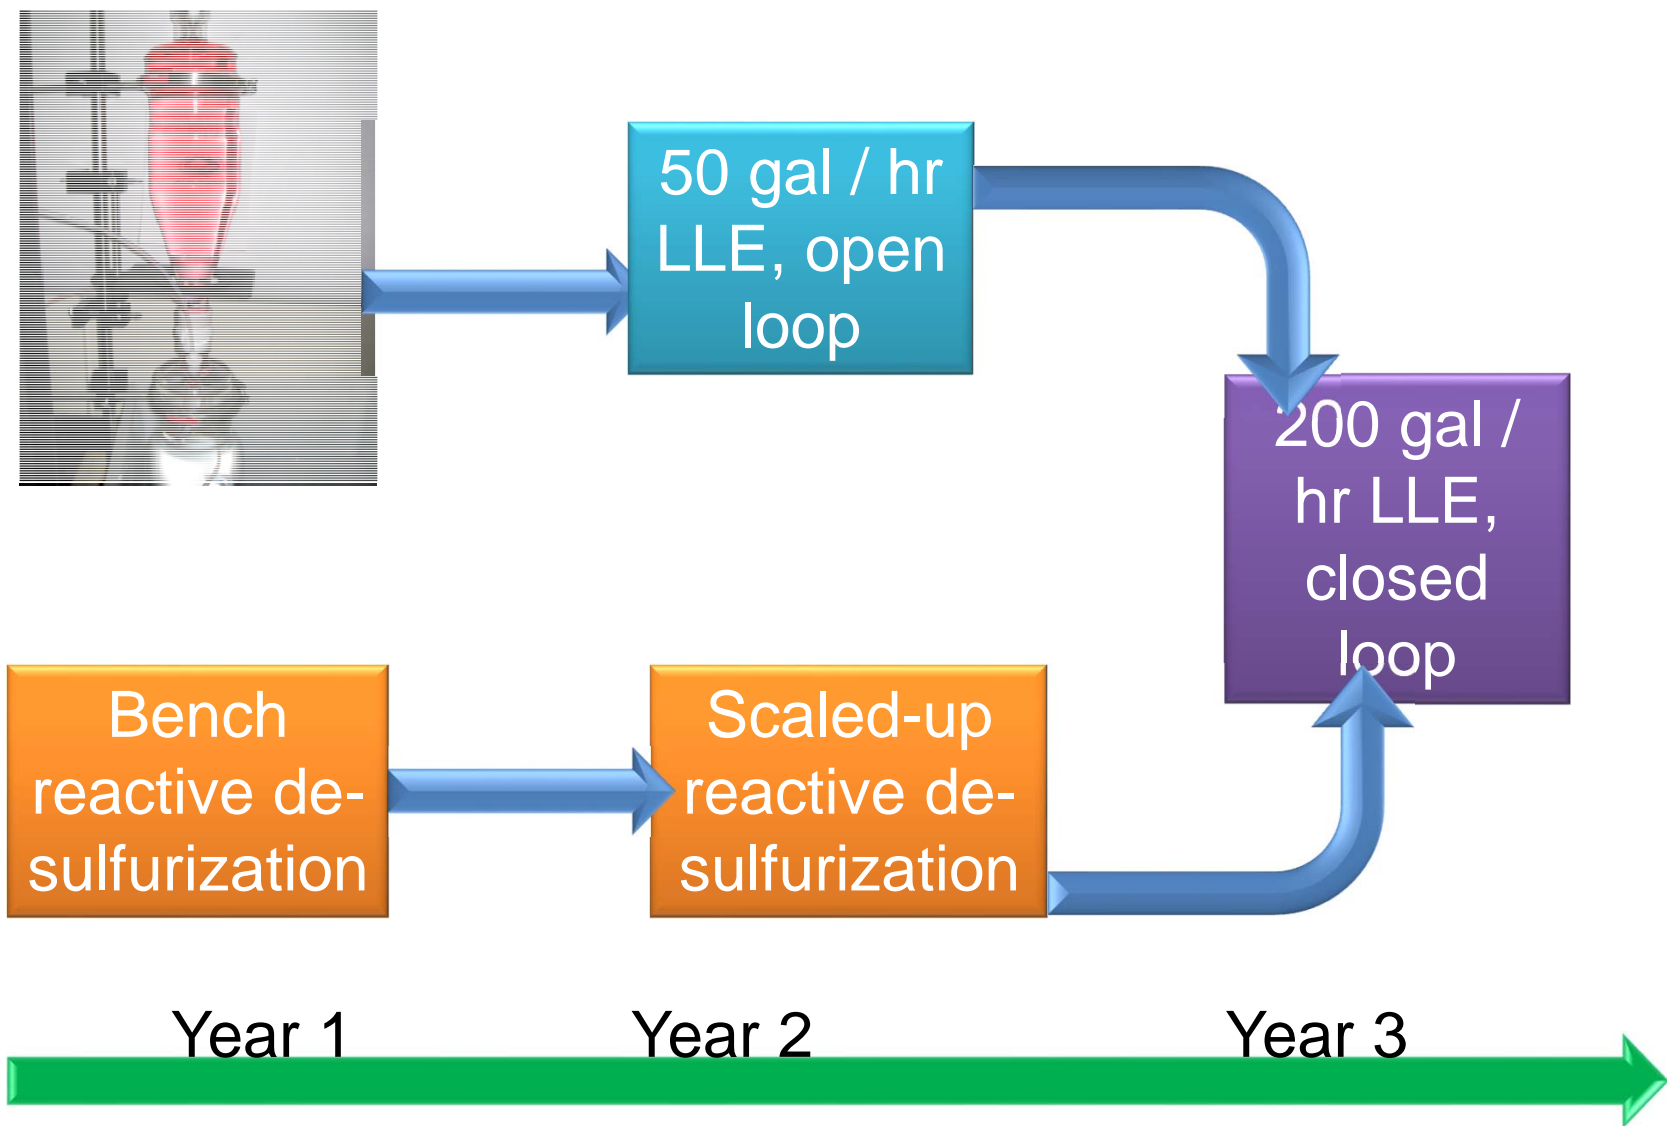 50 gal / hr
LLE, open
loop
200 gal /
hr LLE,
closed
loop
Bench
reactive de-
sulfurization
Scaled-up
reactive de-
sulfurization
Year 1
Year 2
Year 3